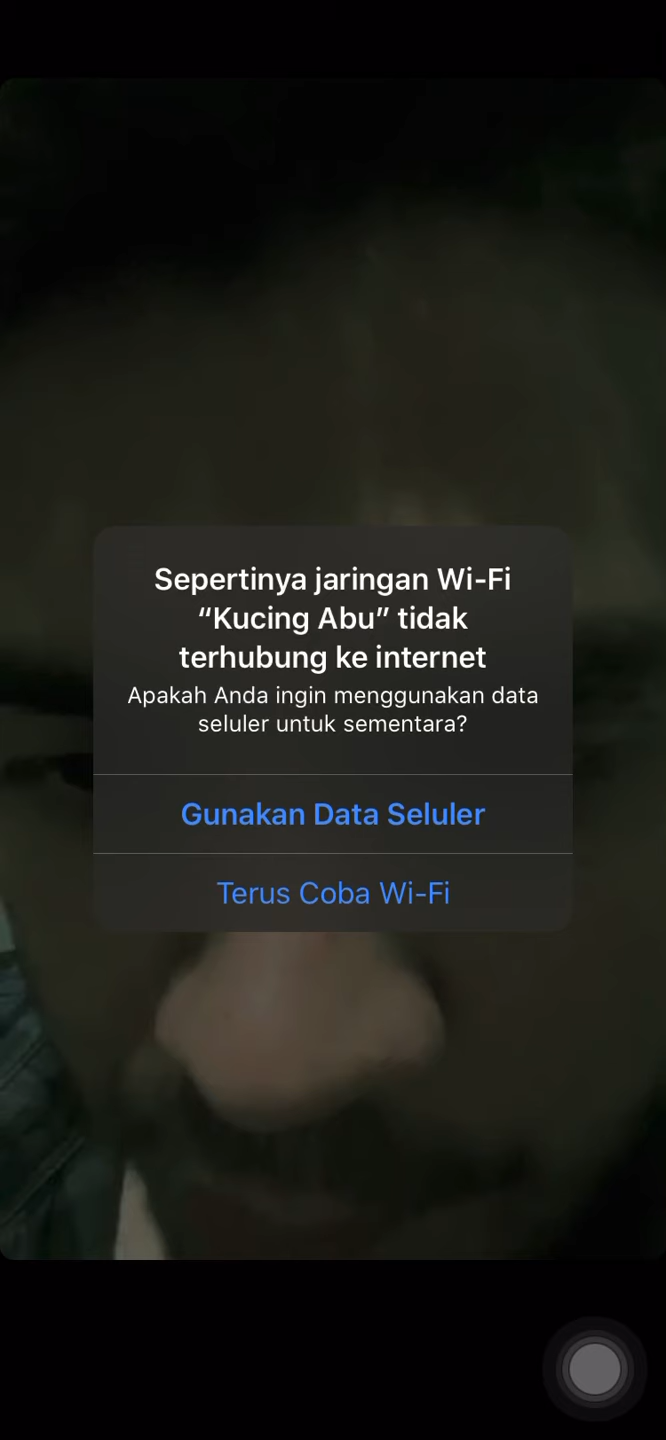 Sepertinya jaringan Wi-Fi
“Kucing Abu” tidak
terhubung ke internet
Apakah Anda ingin menggunakan data
seluler untuk sementara?
Gunakan Data Seluler
Terus Coba Wi-Fi